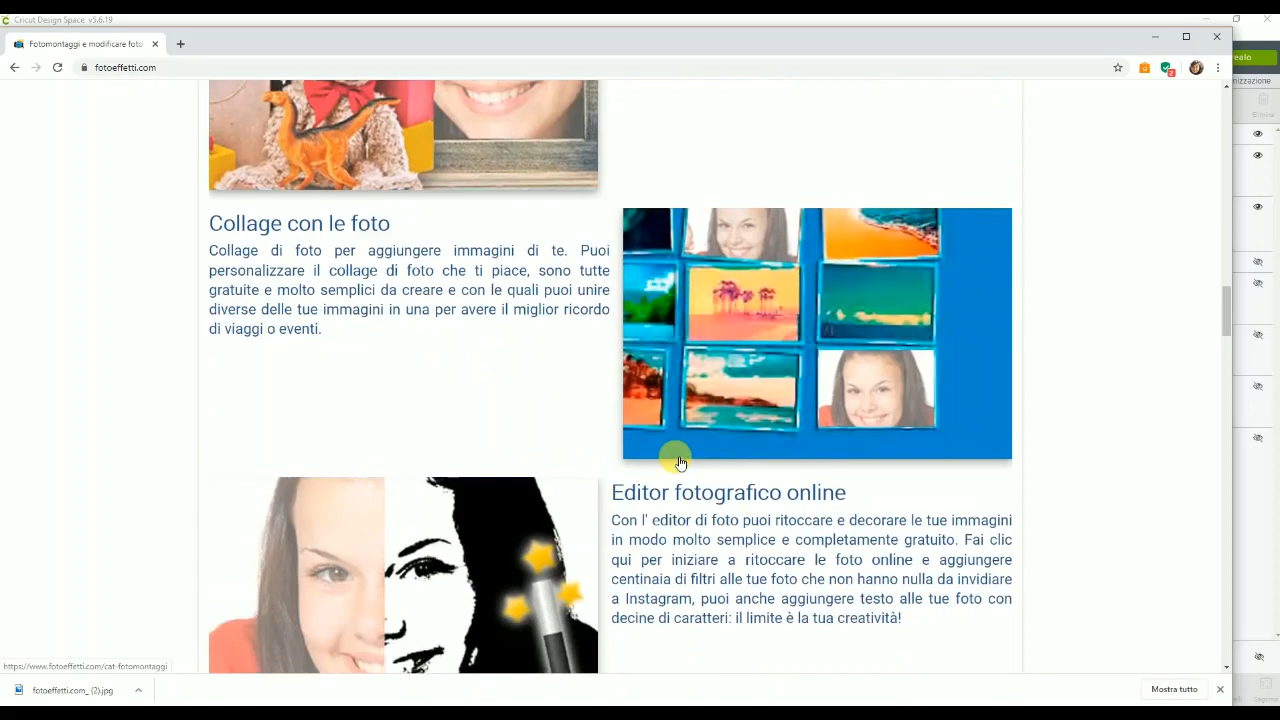 Cricut Design Space v5.6.19
Fotomontaggi e modificare foto
fotoeffetti.com
2
Collage con le foto
Collage di foto per aggiungere immagini di te. Puoi
personalizzare il collage di foto che ti piace, sono tutte
gratuite e molto semplici da creare e con le quali puoi unire
diverse delle tue immagini in una per avere il miglior ricordo
di viaggi o eventi.
Editor fotografico online
Con l' editor di foto puoi ritoccare e decorare le tue immagini
in modo molto semplice e completamente gratuito. Fai clic
qui per iniziare a ritoccare le foto online e aggiungere
centinaia di filtri alle tue foto che non hanno nulla da invidiare
a Instagram, puoi anche aggiungere testo alle tue foto con
decine di caratteri: il limite è la tua creatività!
https://www.fotoeffetti.com/cat-fotomontaggi
fotoeffetti.com_ (2).jpg
Mostra tutto
realo
nizzazione
Elimine